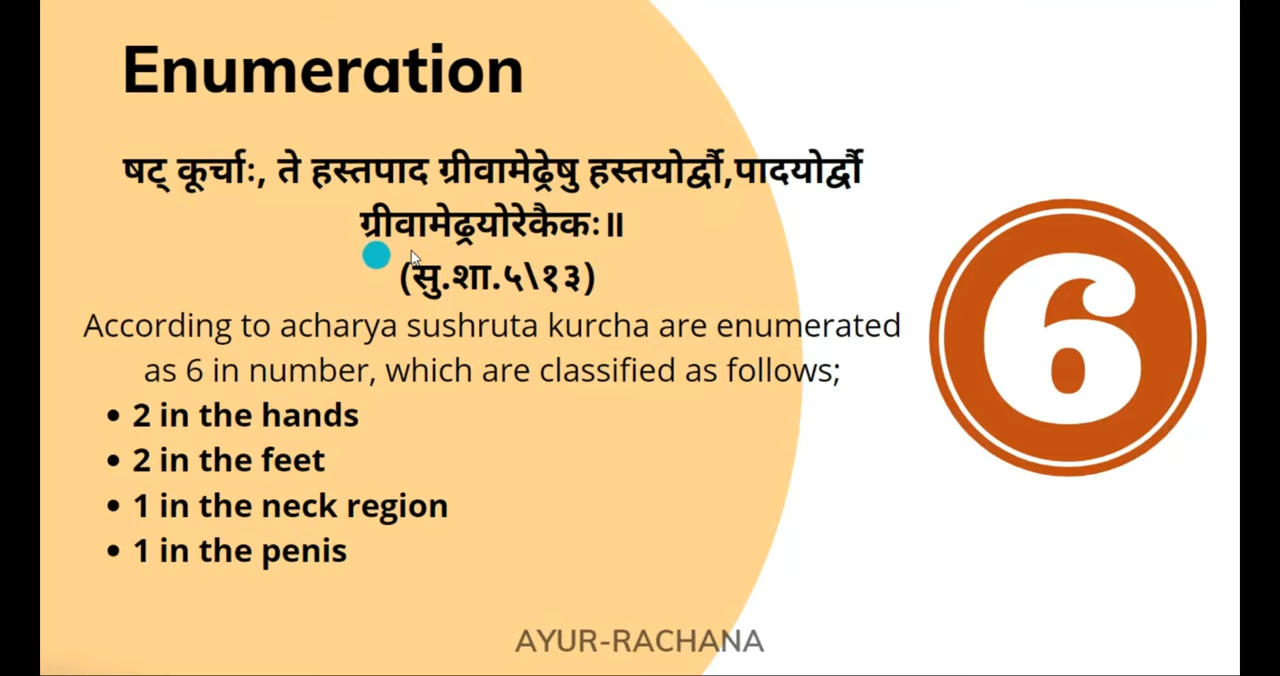 Enumeration
षट् कूर्चाः, ते हस्तपाद ग्रीवामेढ्रेषु हस्तयोर्द्वौ,पादयोर्द्वौ
ग्रीवामेढ्रयोरेकैकः॥
(सु.शा.५\१३)
According to acharya sushruta kurcha are enumerated
as 6 in number, which are classified as follows;
• 2 in the hands
• 2 in the feet
• 1 in the neck region
• 1 in the penis
6
AYUR-RACHANA